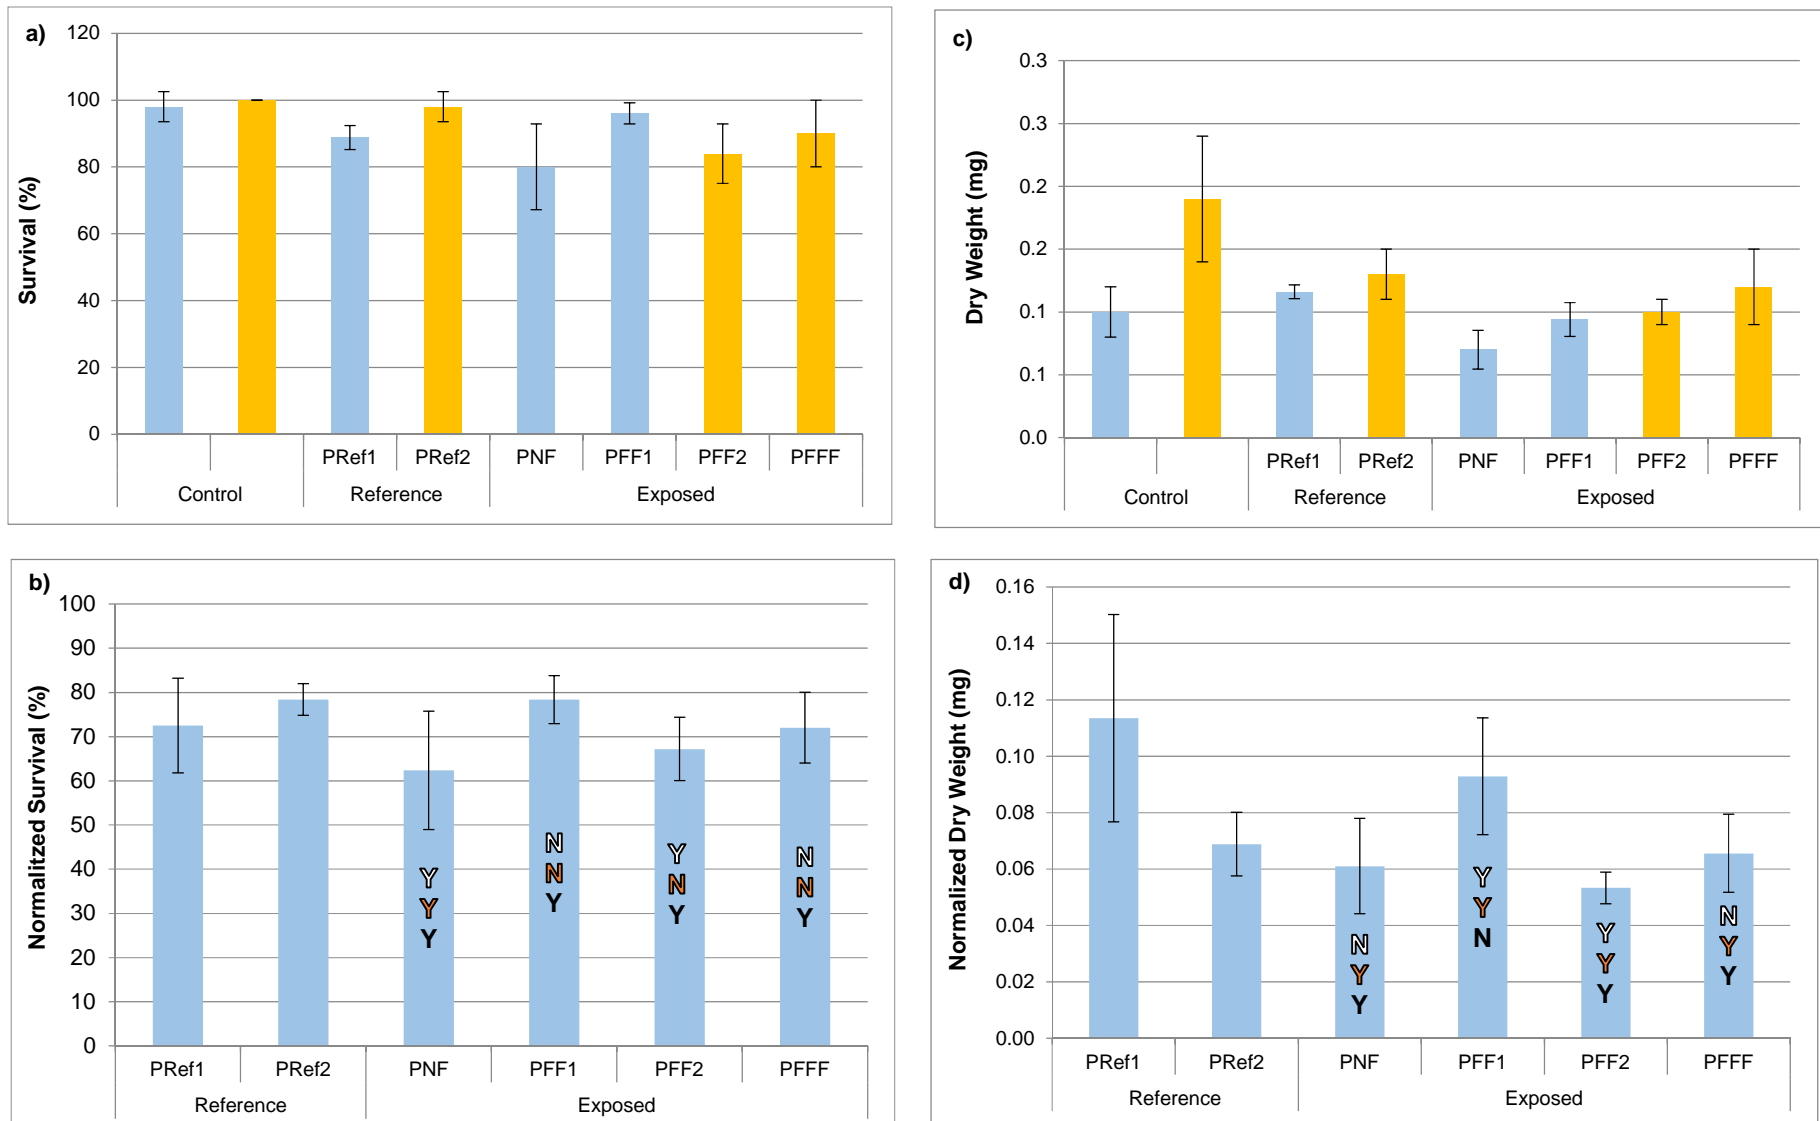 a)
Survival (%)
120
100
80
60
40
20
0
PRef1 PRef2 PNF PFF1 PFF2 PFFF
Control Reference Exposed
c)
Dry Weight (mg)
0.3
0.3
0.2
0.2
0.1
0.1
0.0
PRef1 PRef2 PNF PFF1 PFF2 PFFF
Control Reference Exposed
b)
Normalitzed Survival (%)
100
90
80
70
60
50
40
30
20
10
0
Y N Y N
Y N N N
Y Y Y Y
PRef1 PRef2 PNF PFF1 PFF2 PFFF
Reference Exposed
d)
Normalized Dry Weight (mg)
0.16
0.14
0.12
0.10
0.08
0.06
0.04
0.02
0.00
N Y Y N
Y Y Y Y
Y N Y Y
PRef1 PRef2 PNF PFF1 PFF2 PFFF
Reference Exposed